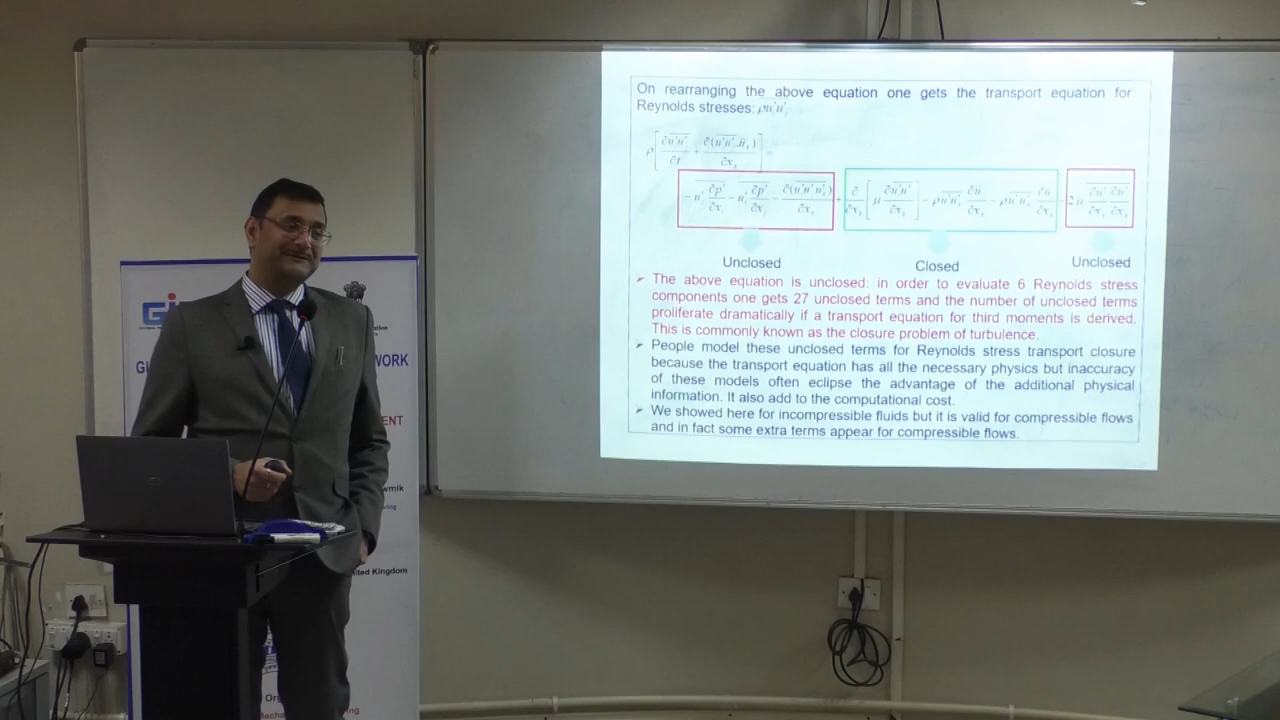 On rearranging the above equation one gets the transport equation for
Reynolds stresses:
Unclosed
Closed
Unclosed
➤ The above equation is unclosed: in order to evaluate 6 Reynolds stress
components one gets 27 unclosed terms and the number of unclosed terms
proliferate dramatically if a transport equation for third moments is derived.
This is commonly known as the closure problem of turbulence.
➤ People model these unclosed terms for Reynolds stress transport closure
because the transport equation has all the necessary physics but inaccuracy
of these models often eclipse the advantage of the additional physical
information. It also add to the computational cost.
➤ We showed here for incompressible fluids but it is valid for compressible flows
and in fact some extra terms appear for compressible flows.
WORK
ENT
wmik
ited Kingdom